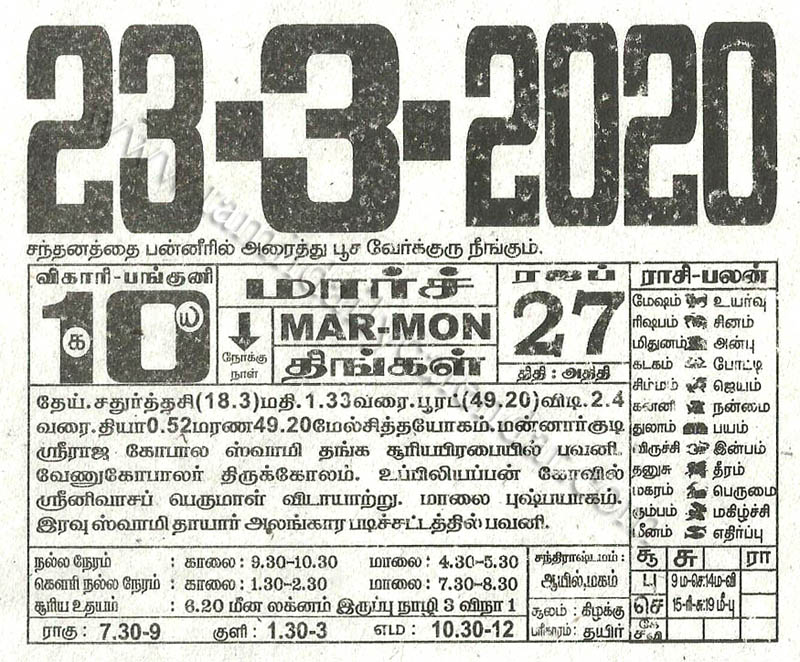 23-3-2020
சந்தனத்தை பன்னீரில் அரைத்து பூச வேர்க்குரு நீங்கும்.
விகாரி-பங்குனி
10
க ய
மார்ச்
MAR-MON
திங்கள்
நோக்கு
நாள்
ரஜப்
27
திதி : அதிதி
தேய். சதுர்த்தசி(18.3)மதி.1.33வரை.பூரட்(49.20)விடி.2.4
வரை.தியா0.52மரண49.20மேல்சித்தயோகம். மன்னார்குடி
ஸ்ரீராஜ கோபால ஸ்வாமி தங்க சூரியபிரபையில் பவனி.
வேணுகோபாலர் திருக்கோலம். உப்பிலியப்பன் கோவில்
ஸ்ரீனிவாசப் பெருமாள் விடாயாற்று. மாலை புஷ்பயாகம்.
இரவு ஸ்வாமி தாயார் அலங்கார படிச்சட்டத்தில் பவனி.
ராசி-பலன்
மேஷம் உயர்வு
ரிஷபம் சினம்
மிதுனம் அன்பு
கடகம் போட்டி
சிம்மம் ஜெயம்
கன்னி நன்மை
துலாம் பயம்
விருச்சி இன்பம்
தனுசு தீரம்
மகரம் பெருமை
கும்பம் மகிழ்ச்சி
மீனம் எதிர்ப்பு
நல்ல நேரம் : காலை: 9.30-10.30 மாலை: 4.30-5.30
கௌரி நல்ல நேரம் : காலை: 1.30-2.30 மாலை: 7.30-8.30
சூரிய உதயம் : 6.20 மீன லக்னம் இருப்பு நாழி 3 விநா 1
ராகு : 7.30-9 குளி : 1.30-3 எம : 10.30-12
சந்திராஷ்டமம் :
ஆயில்,மகம்
சூலம் : கிழக்கு
பரிகாரம் : தயிர்
சூ சு ரா
பு 9 ம-செ:14ம-வி
செ 15-ரி-சு:19 மீ-பு